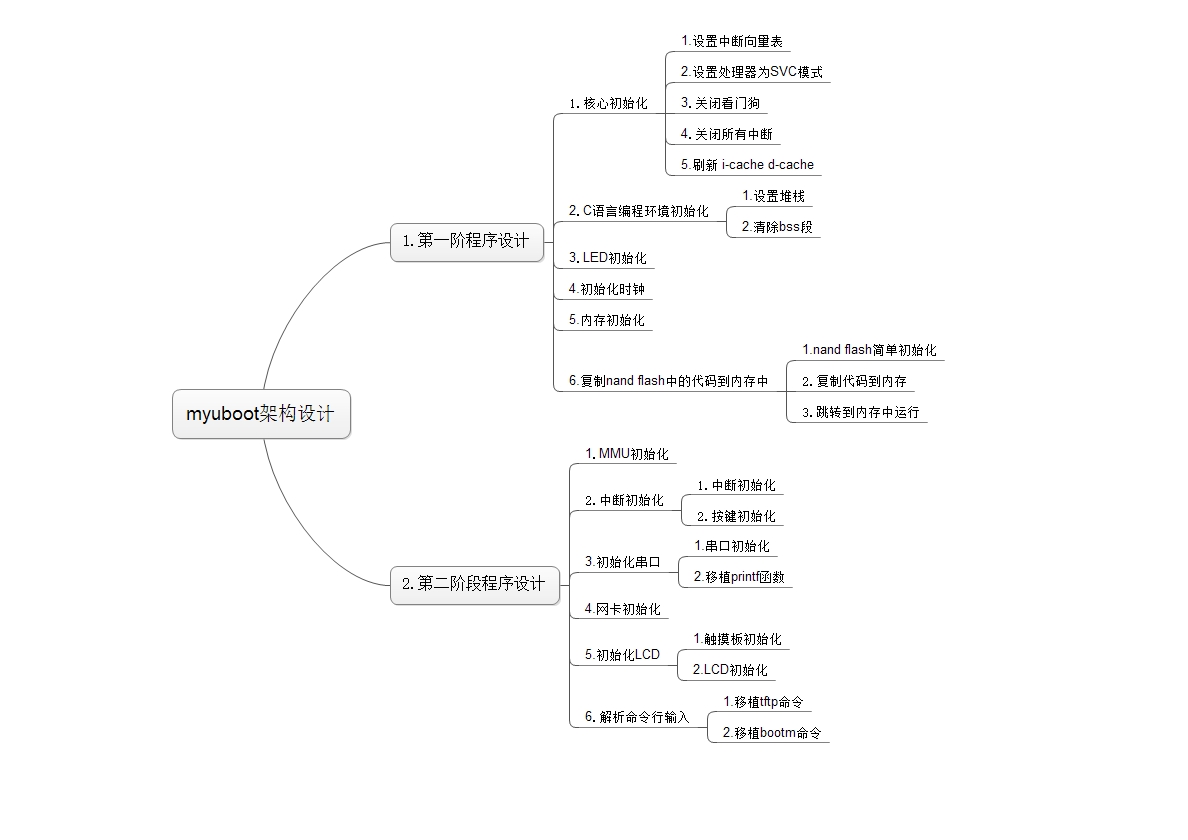 myuboot架构设计
1.第一阶程序设计
1.核心初始化
1.设置中断向量表
2.设置处理器为SVC模式
3.关闭看门狗
4.关闭所有中断
5.刷新 i-cache d-cache
2.C语言编程环境初始化
1.设置堆栈
2.清除bss段
3.LED初始化
4.初始化时钟
5.内存初始化
6.复制nand flash中的代码到内存中
1.nand flash简单初始化
2.复制代码到内存
3.跳转到内存中运行
2.第二阶段程序设计
1.MMU初始化
2.中断初始化
1.中断初始化
2.按键初始化
3.初始化串口
1.串口初始化
2.移植printf函数
4.网卡初始化
5.初始化LCD
1.触摸板初始化
2.LCD初始化
6.解析命令行输入
1.移植tftp命令
2.移植bootm命令